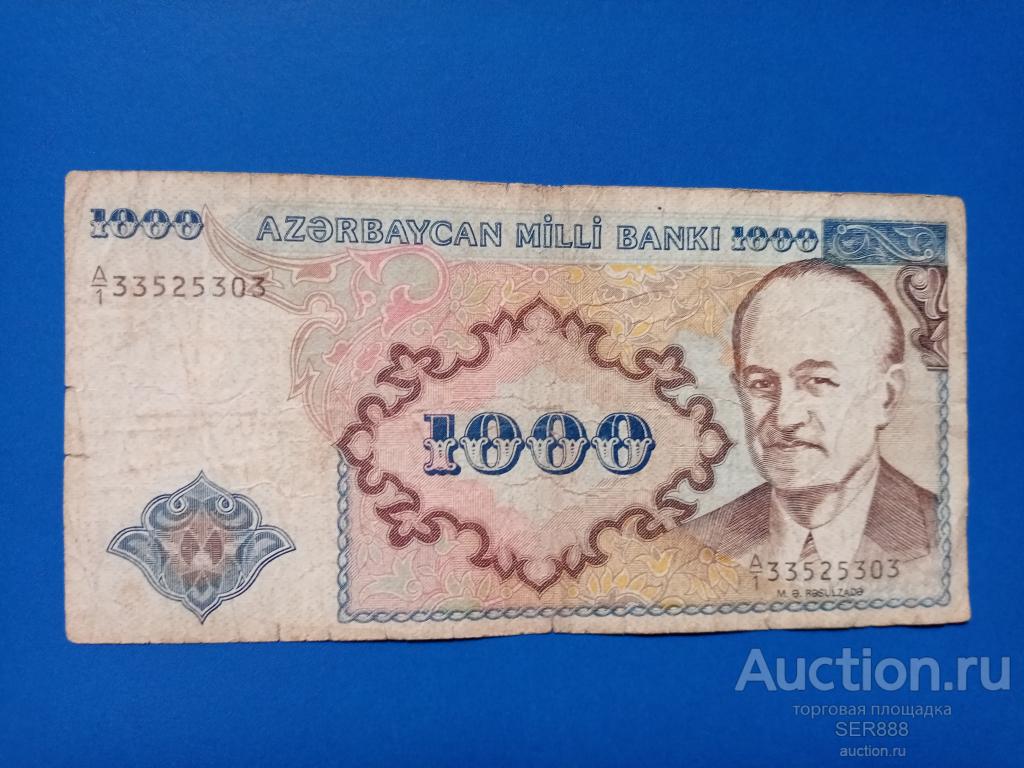 1000 AZƏRBAYCAN MİLLİ BANKI 1000
A/1 33525303
1000
A/1 33525303
M. Ə. RƏSULZADƏ
Auction.ru
торговая площадка
SER888
auction.ru